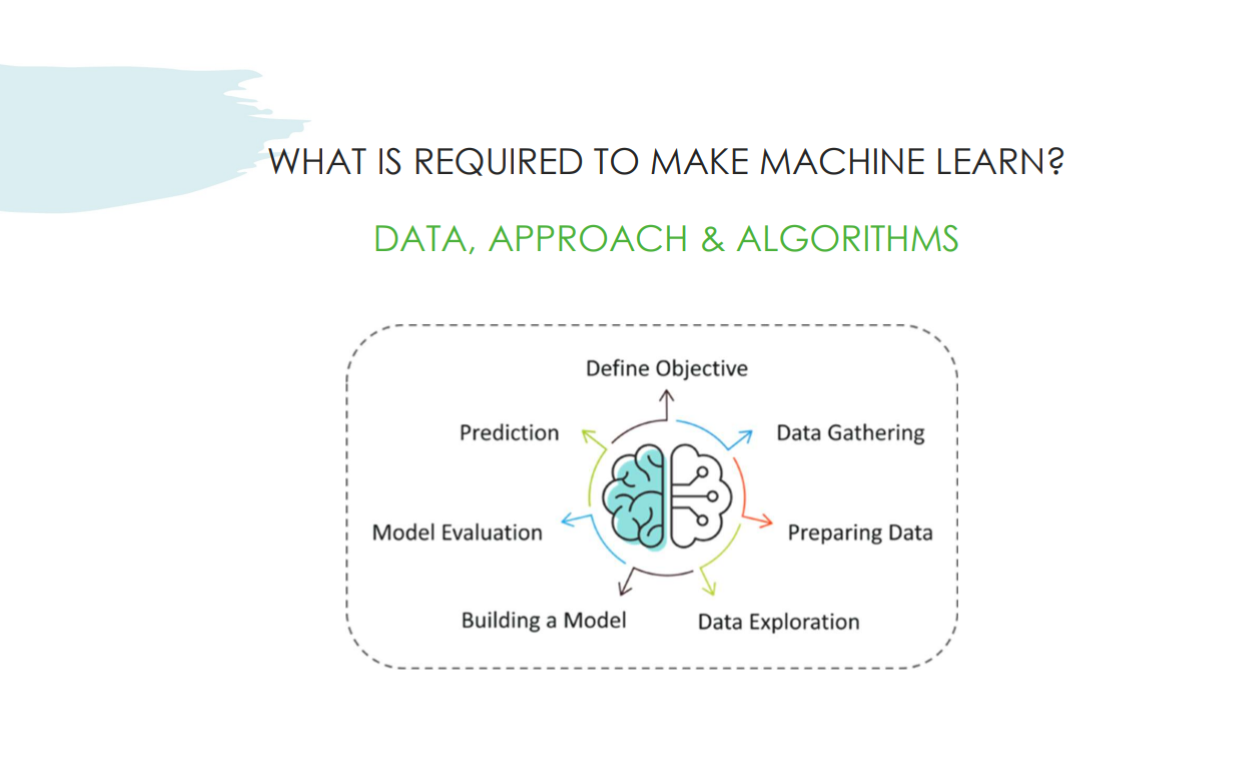 WHAT IS REQUIRED TO MAKE MACHINE LEARN?
DATA, APPROACH & ALGORITHMS
Define Objective
Data Gathering
Preparing Data
Data Exploration
Building a Model
Model Evaluation
Prediction